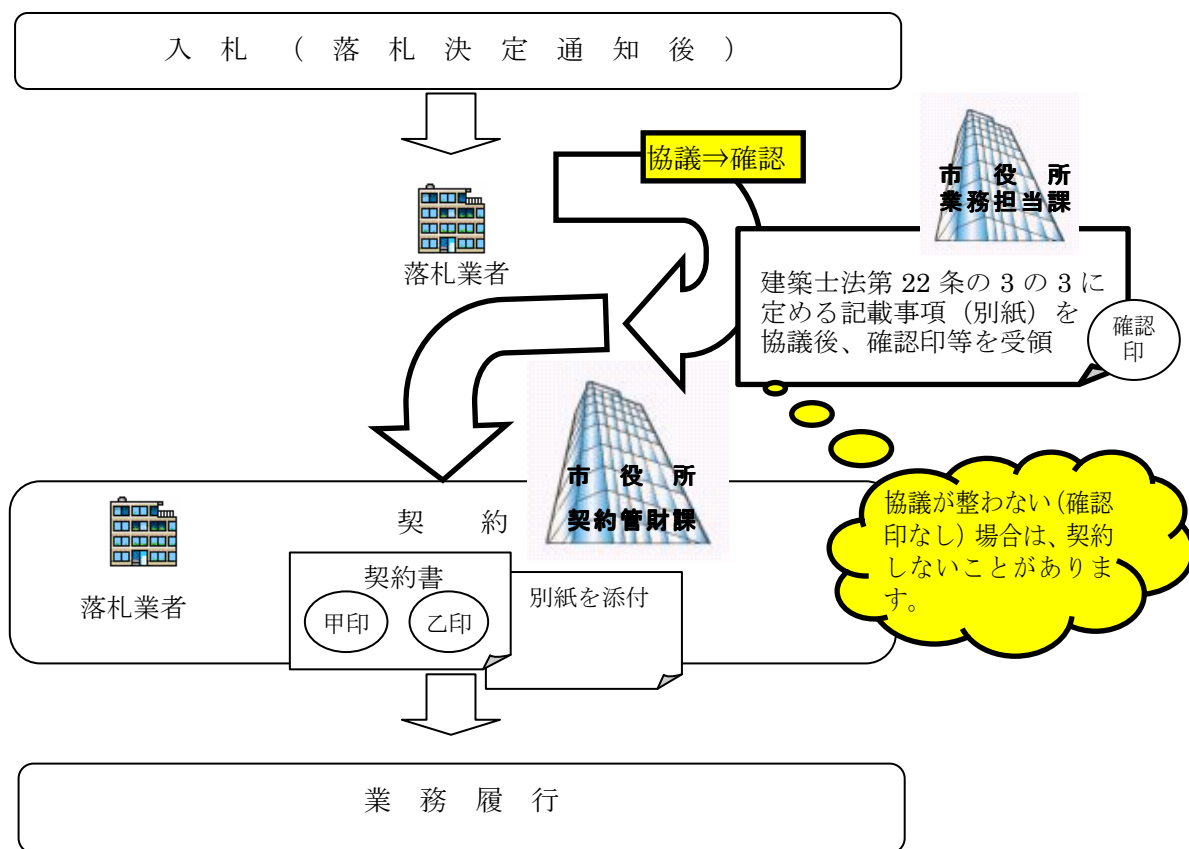 入札(落札決定通知後)
協議⇒確認
市役所
業務担当課
落札業者
建築士法第 22 条の 3 の 3 に
定める記載事項（別紙）を
協議後、確認印等を受領
確認
印
市役所
契約管財課
契約
協議が整わない（確認
印なし）場合は、契約
しないことがありま
す。
落札業者
契約書
甲印
乙印
別紙を添付
業務履行